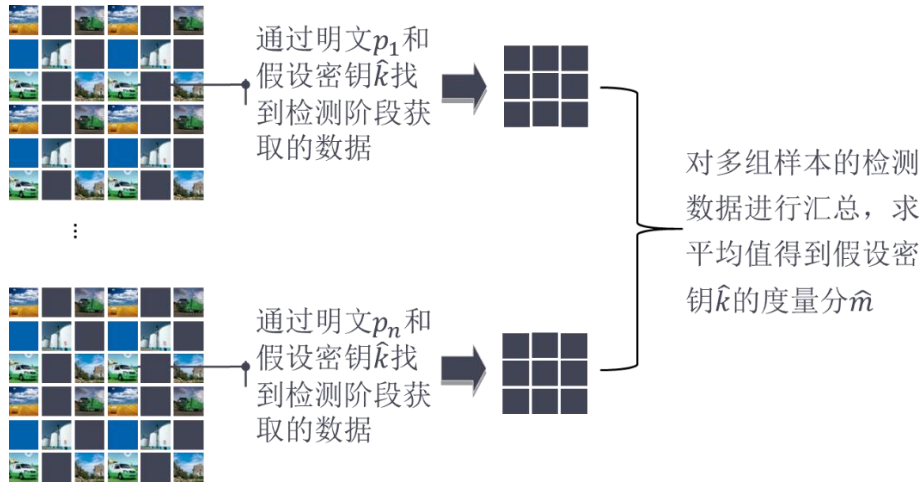 通过明文p₁和
假设密钥k̂找
到检测阶段获
取的数据
对多组样本的检测
数据进行汇总，求
平均值得到假设密
钥k̂的度量分m̂
⋮
通过明文pₙ和
假设密钥k̂找
到检测阶段获
取的数据